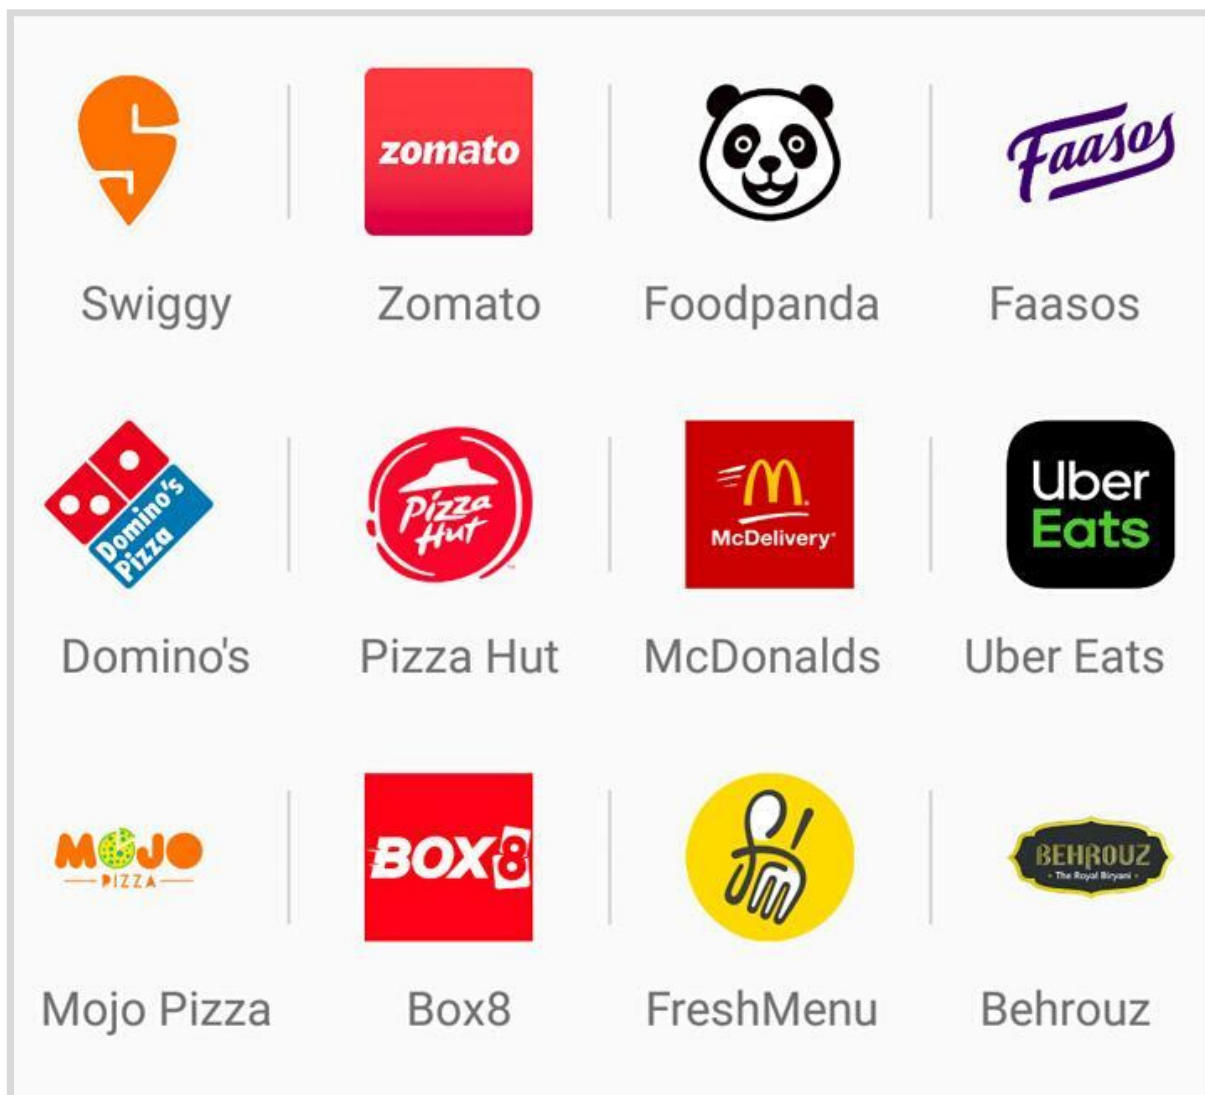 zomato
Faasos
Swiggy
Zomato
Foodpanda
Faasos
Domino's
Pizza
Pizza
Hut
McDelivery
Uber
Eats
Domino's
Pizza Hut
McDonalds
Uber Eats
MOJO
PIZZA
BOX8
BEHROUZ
The Royal Biryani
Mojo Pizza
Box8
FreshMenu
Behrouz